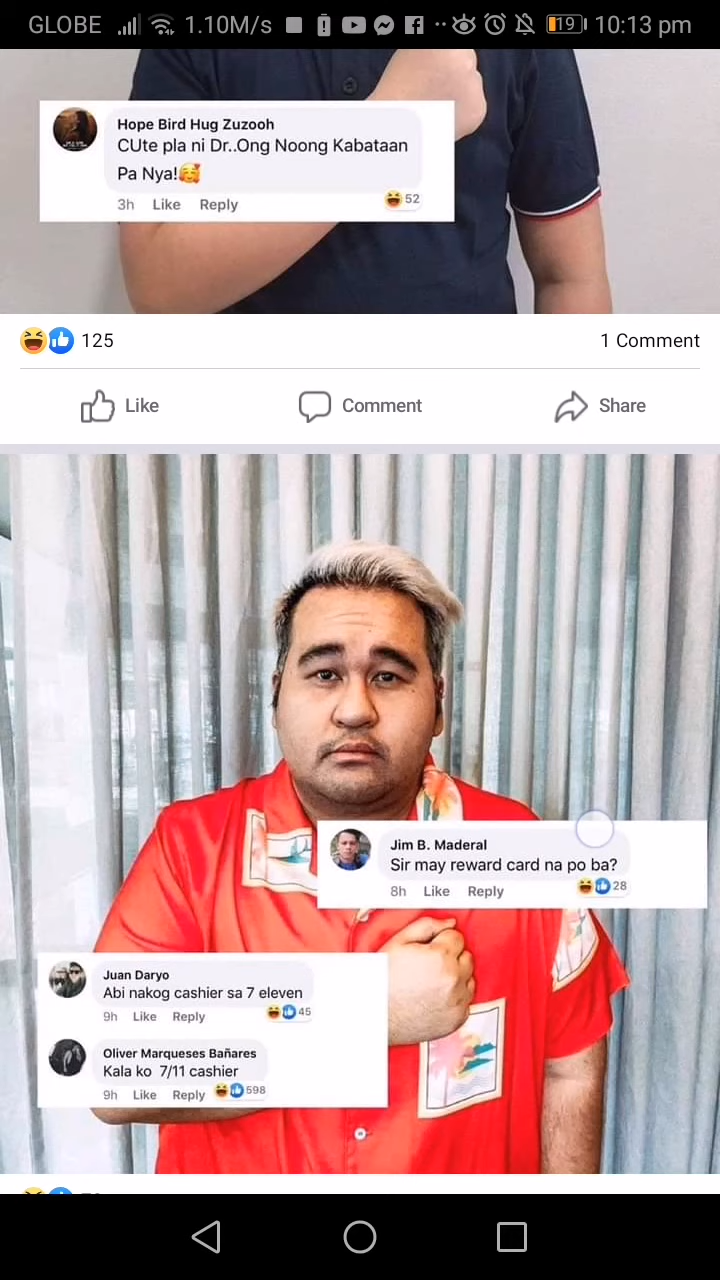 GLOBE 1.10M/s 19 10:13 pm
Hope Bird Hug Zuzooh
CUte pla ni Dr..Ong Noong Kabataan
Pa Nya!🥰
3h Like Reply 52
125 1 Comment
Like Comment Share
Jim B. Maderal
Sir may reward card na po ba?
8h Like Reply 28
Juan Daryo
Abi nakog cashier sa 7 eleven
9h Like Reply 45
Oliver Marqueses Bañares
Kala ko 7/11 cashier
9h Like Reply 598